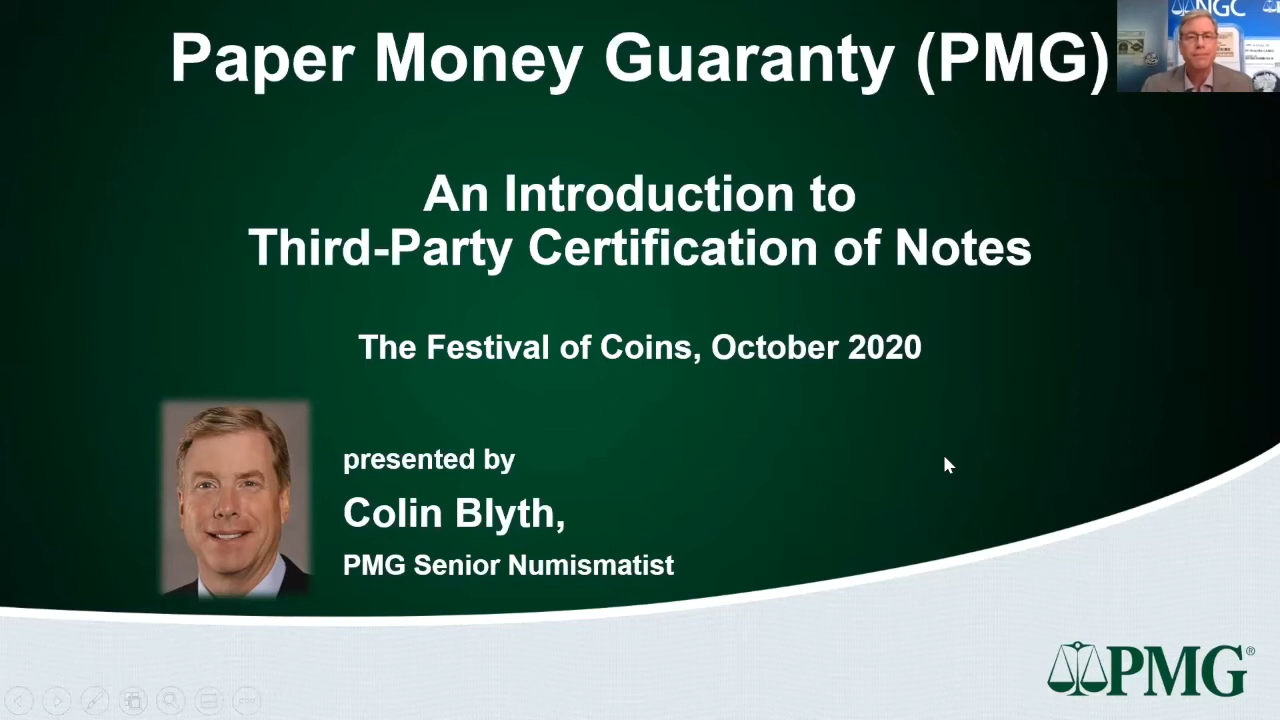 Paper Money Guaranty (PMG)
NGC
An Introduction to
Third-Party Certification of Notes
The Festival of Coins, October 2020
presented by
Colin Blyth,
PMG Senior Numismatist
PMG®